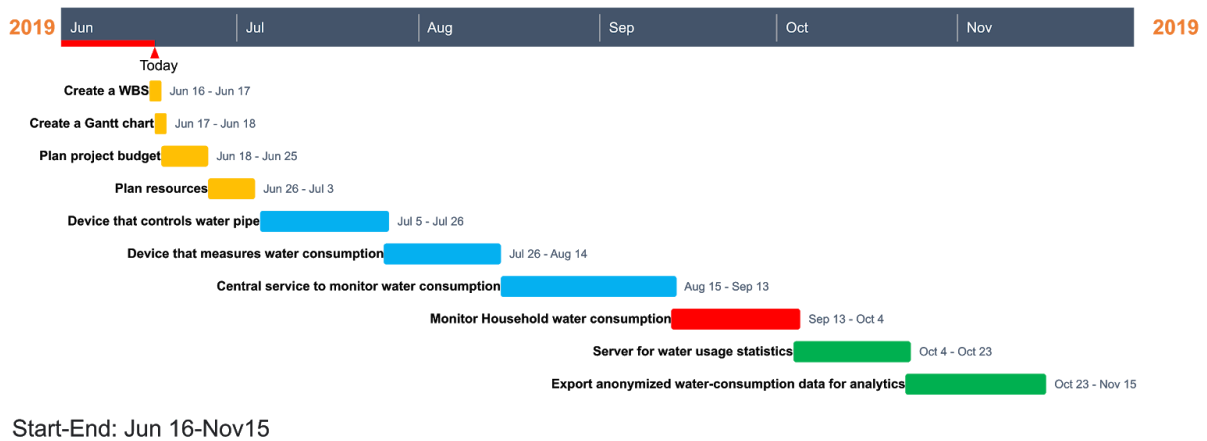 2019 Jun Jul Aug Sep Oct Nov 2019
Today
Create a WBS Jun 16 - Jun 17
Create a Gantt chart Jun 17 - Jun 18
Plan project budget Jun 18 - Jun 25
Plan resources Jun 26 - Jul 3
Device that controls water pipe Jul 5 - Jul 26
Device that measures water consumption Jul 26 - Aug 14
Central service to monitor water consumption Aug 15 - Sep 13
Monitor Household water consumption Sep 13 - Oct 4
Server for water usage statistics Oct 4 - Oct 23
Export anonymized water-consumption data for analytics Oct 23 - Nov 15
Start-End: Jun 16-Nov15